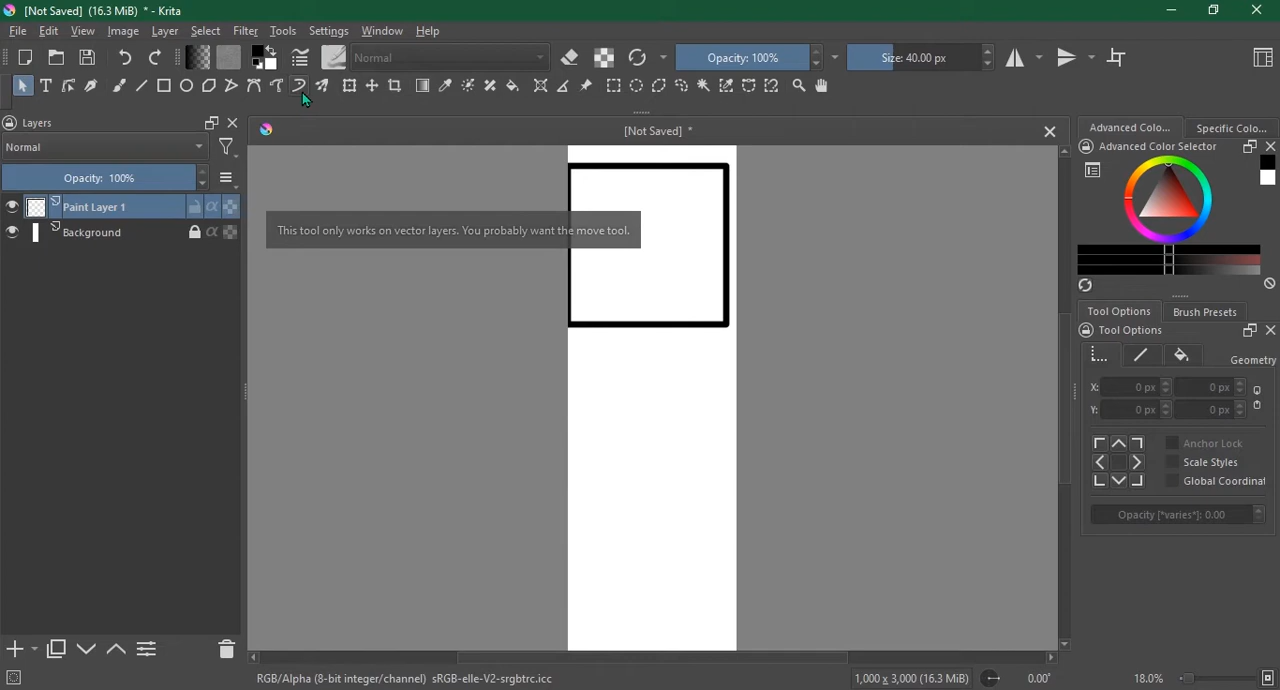 [Not Saved] (16.3 MiB) * - Krita
File Edit View Image Layer Select Filter Tools Settings Window Help
Normal Opacity: 100% Size: 40.00 px
Layers
[Not Saved] *
Advanced Colo... Specific Colo...
Normal
Advanced Color Selector
Opacity: 100%
Paint Layer 1
Background
This tool only works on vector layers. You probably want the move tool.
Tool Options Brush Presets
Tool Options
Geometry
X: 0 px 0 px
Y: 0 px 0 px
Anchor Lock
Scale Styles
Global Coordinat
Opacity [*varies*]: 0.00
RGB/Alpha (8-bit integer/channel) sRGB-elle-V2-srgbtrc.icc 1,000 x 3,000 (16.3 MiB) 0.00° 18.0%